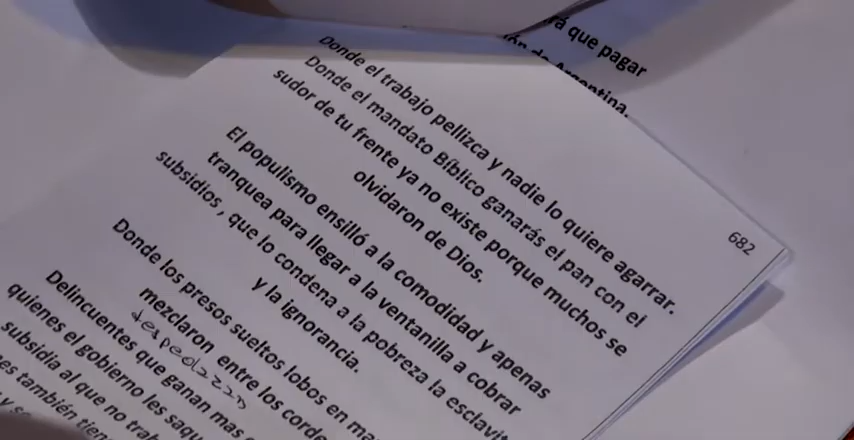 que pagar
Argentina.
682
Donde el trabajo pellizca y nadie lo quiere agarrar.
Donde el mandato Bíblico ganarás el pan con el
sudor de tu frente ya no existe porque muchos se
olvidaron de Dios.
El populismo ensilló a la comodidad y apenas
tranquea para llegar a la ventanilla a cobrar
subsidios , que lo condena a la pobreza la
y la ignorancia.
Donde los presos sueltos lobos en
mezclaron entre los
despedazan
Delincuentes que ganan mas
quienes el gobierno les
subsidia al que no
también